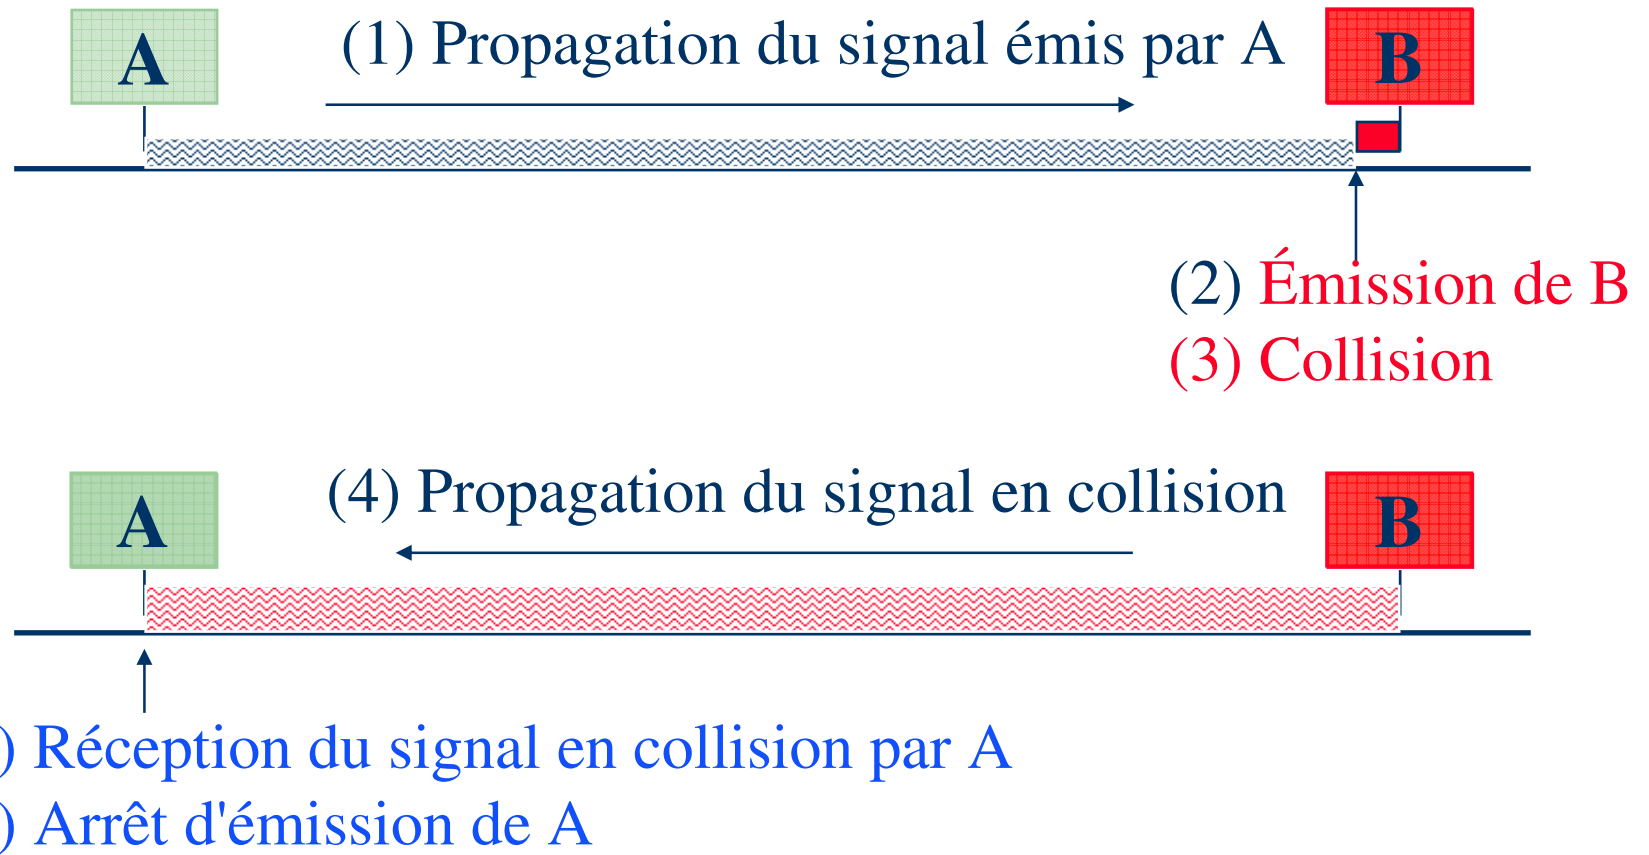 A
(1) Propagation du signal émis par A
B
(2) Émission de B
(3) Collision
A
(4) Propagation du signal en collision
B
) Réception du signal en collision par A
) Arrêt d'émission de A